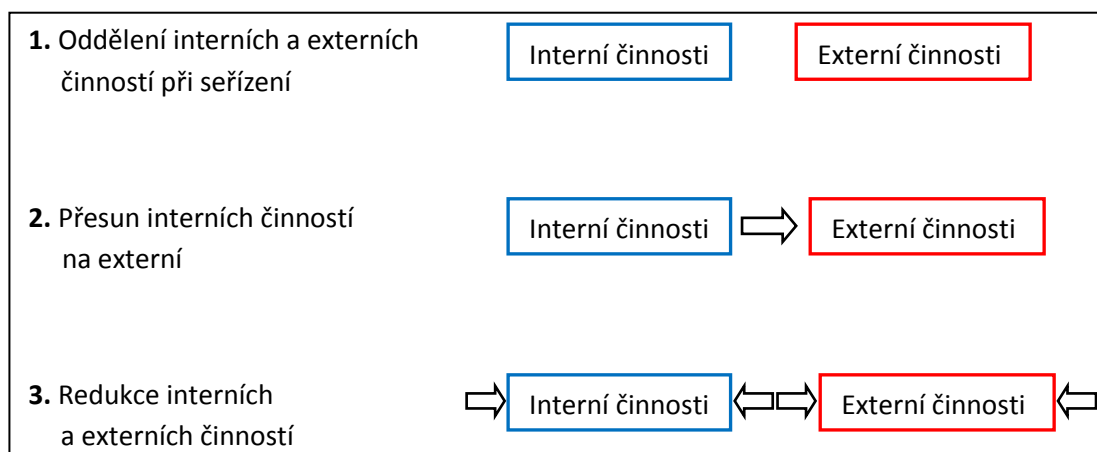 1. Oddělení interních a externích
činností při seřízení
Interní činnosti
Externí činnosti
2. Přesun interních činností
na externí
Interní činnosti
Externí činnosti
3. Redukce interních
a externích činností
Interní činnosti
Externí činnosti